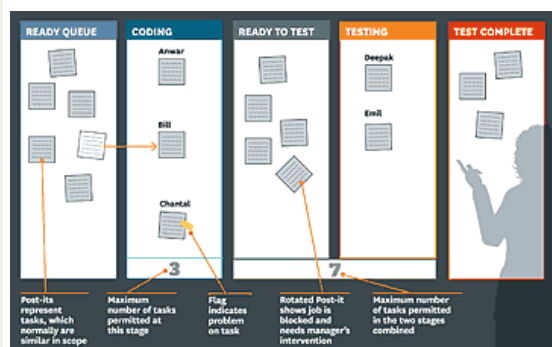 READY QUEUE
CODING
READY TO TEST
TESTING
TEST COMPLETE
Anwar
Bill
Chantal
Deepak
Emil
3
7
Post-its
represent
tasks, which
normally are
similar in scope
Maximum
number of tasks
permitted at
this stage
Flag
indicates
problem
on task
Rotated Post-it
shows job is
blocked and
needs manager's
intervention
Maximum number
of tasks permitted
in the two stages
combined